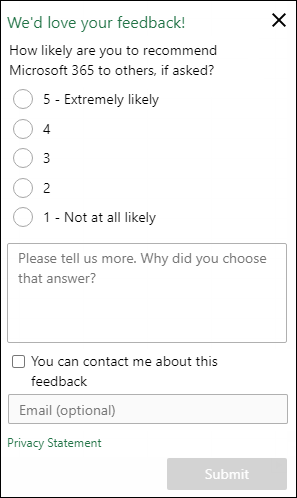 We'd love your feedback!
How likely are you to recommend
Microsoft 365 to others, if asked?
5 - Extremely likely
4
3
2
1 - Not at all likely
Please tell us more. Why did you choose
that answer?
You can contact me about this
feedback
Email (optional)
Privacy Statement
Submit